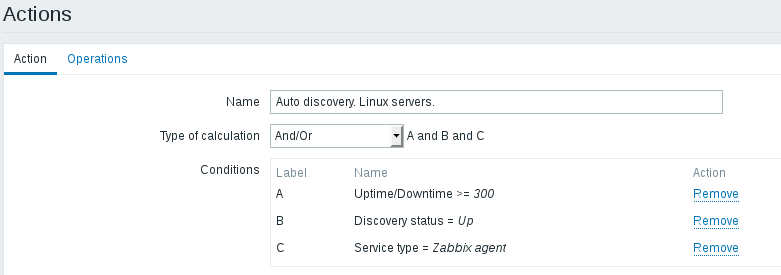 Actions
Action Operations
Name Auto discovery. Linux servers.
Type of calculation And/Or A and B and C
Conditions Label Name Action
A Uptime/Downtime >= 300 Remove
B Discovery status = Up Remove
C Service type = Zabbix agent Remove